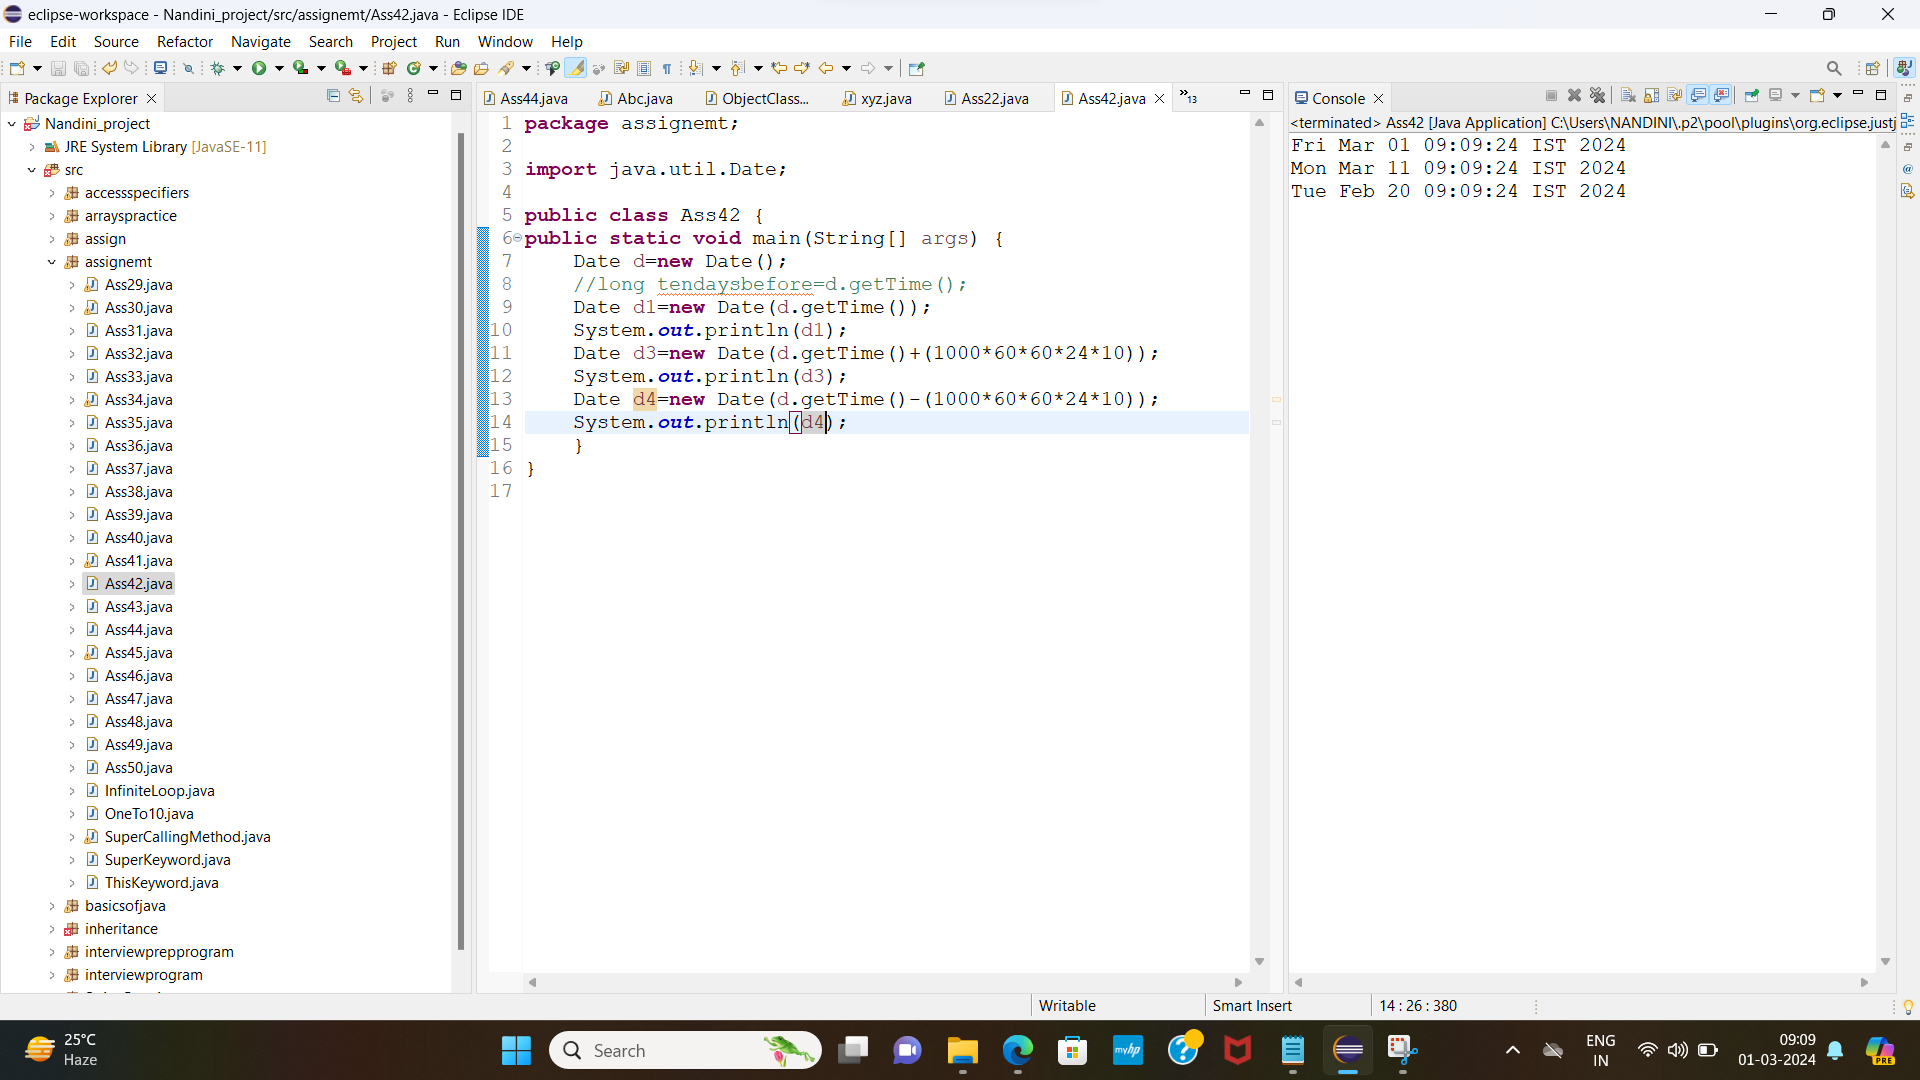 eclipse-workspace - Nandini_project/src/assignemt/Ass42.java - Eclipse IDE
File Edit Source Refactor Navigate Search Project Run Window Help
Package Explorer
Nandini_project
JRE System Library [JavaSE-11]
src
accessspecifiers
arrayspractice
assign
assignemt
Ass29.java
Ass30.java
Ass31.java
Ass32.java
Ass33.java
Ass34.java
Ass35.java
Ass36.java
Ass37.java
Ass38.java
Ass39.java
Ass40.java
Ass41.java
Ass42.java
Ass43.java
Ass44.java
Ass45.java
Ass46.java
Ass47.java
Ass48.java
Ass49.java
Ass50.java
InfiniteLoop.java
OneTo10.java
SuperCallingMethod.java
SuperKeyword.java
ThisKeyword.java
basicsofjava
inheritance
interviewprepprogram
interviewprogram
Ass44.java Abc.java ObjectClass... xyz.java Ass22.java Ass42.java »13
1 package assignemt;
2
3 import java.util.Date;
4
5 public class Ass42 {
6 public static void main(String[] args) {
7 Date d=new Date();
8 //long tendaysbefore=d.getTime();
9 Date d1=new Date(d.getTime());
10 System.out.println(d1);
11 Date d3=new Date(d.getTime()+(1000*60*60*24*10));
12 System.out.println(d3);
13 Date d4=new Date(d.getTime()-(1000*60*60*24*10));
14 System.out.println(d4);
15 }
16 }
17
Console
<terminated> Ass42 [Java Application] C:\Users\NANDINI\.p2\pool\plugins\org.eclipse.justj
Fri Mar 01 09:09:24 IST 2024
Mon Mar 11 09:09:24 IST 2024
Tue Feb 20 09:09:24 IST 2024
Writable Smart Insert 14 : 26 : 380
25°C
Haze
Search
myhp
ENG
IN
09:09
01-03-2024
PRE